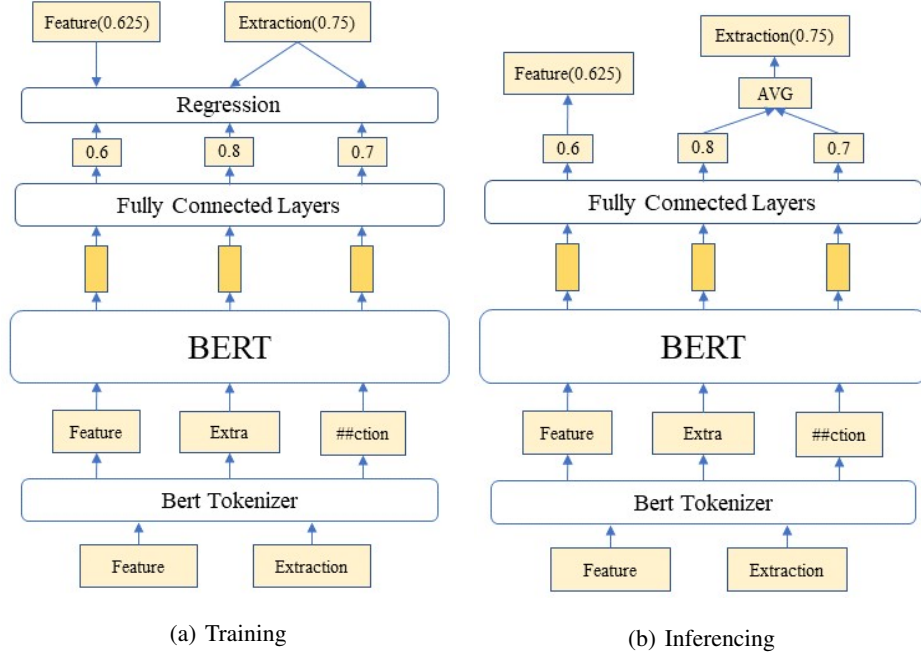 Feature(0.625) Extraction(0.75)
Regression
0.6 0.8 0.7
Fully Connected Layers
BERT
Feature Extra ##ction
Bert Tokenizer
Feature Extraction
(a) Training
Extraction(0.75)
Feature(0.625)
AVG
0.6 0.8 0.7
Fully Connected Layers
BERT
Feature Extra ##ction
Bert Tokenizer
Feature Extraction
(b) Inferencing